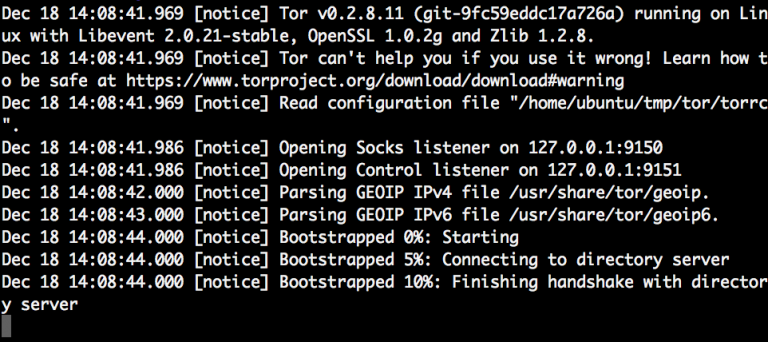 Dec 18 14:08:41.969 [notice] Tor v0.2.8.11 (git-9fc59eddc17a726a) running on Lin
ux with Libevent 2.0.21-stable, OpenSSL 1.0.2g and Zlib 1.2.8.
Dec 18 14:08:41.969 [notice] Tor can't help you if you use it wrong! Learn how t
o be safe at https://www.torproject.org/download/download#warning
Dec 18 14:08:41.969 [notice] Read configuration file "/home/ubuntu/tmp/tor/torrc
".
Dec 18 14:08:41.986 [notice] Opening Socks listener on 127.0.0.1:9150
Dec 18 14:08:41.986 [notice] Opening Control listener on 127.0.0.1:9151
Dec 18 14:08:42.000 [notice] Parsing GEOIP IPv4 file /usr/share/tor/geoip.
Dec 18 14:08:43.000 [notice] Parsing GEOIP IPv6 file /usr/share/tor/geoip6.
Dec 18 14:08:44.000 [notice] Bootstrapped 0%: Starting
Dec 18 14:08:44.000 [notice] Bootstrapped 5%: Connecting to directory server
Dec 18 14:08:44.000 [notice] Bootstrapped 10%: Finishing handshake with director
y server